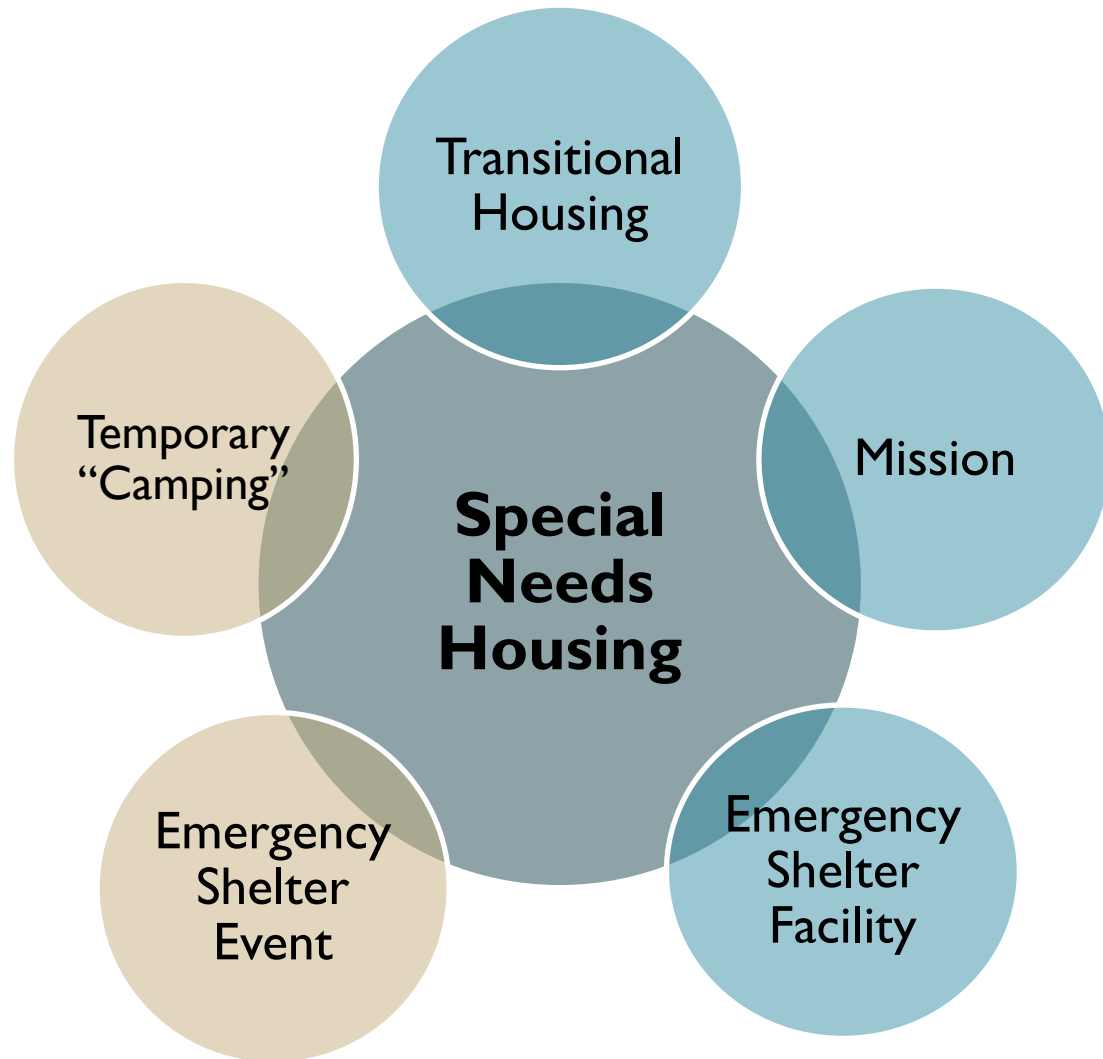 Transitional
Housing
Temporary
“Camping”
Mission
Special
Needs
Housing
Emergency
Shelter
Event
Emergency
Shelter
Facility